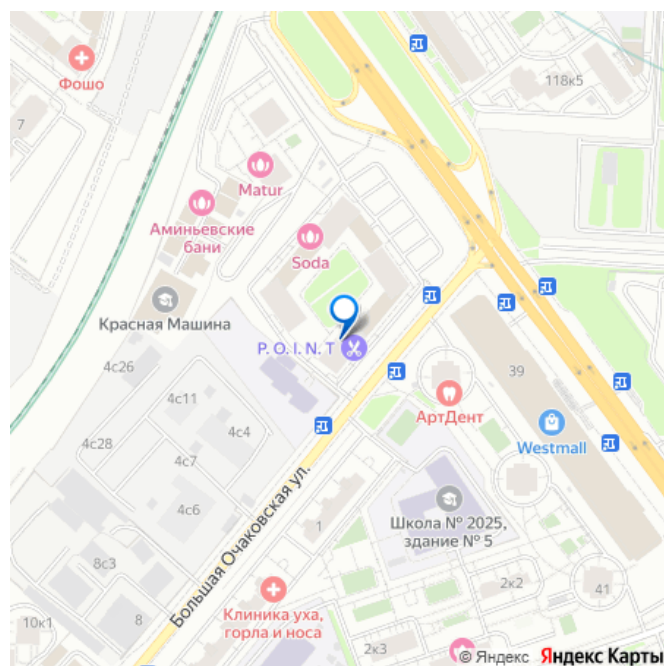 Фошо
7
118к5
Matur
Аминьевские
бани
Soda
Красная Машина
P. O. I. N. T
4с26
4с11
4с4
4с28
4с7
4с6
39
АртДент
Westmall
Школа № 2025,
здание № 5
Большая Очаковская ул.
1
8с3
2к2
41
Клиника уха,
горла и носа
10к1
8
2к3
© Яндекс Яндекс Карты